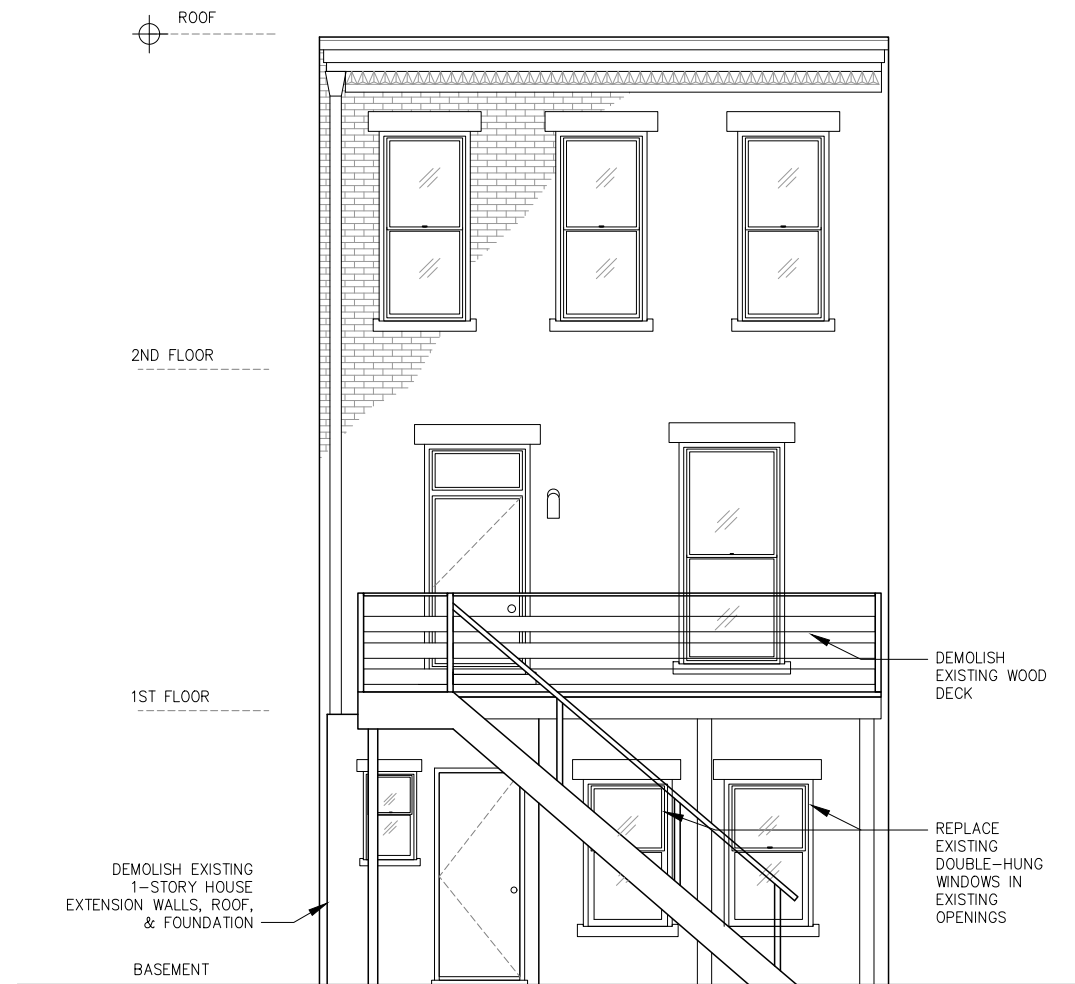 ROOF
2ND FLOOR
1ST FLOOR
DEMOLISH
EXISTING WOOD
DECK
REPLACE
EXISTING
DOUBLE-HUNG
WINDOWS IN
EXISTING
OPENINGS
DEMOLISH EXISTING
1-STORY HOUSE
EXTENSION WALLS, ROOF,
& FOUNDATION
BASEMENT